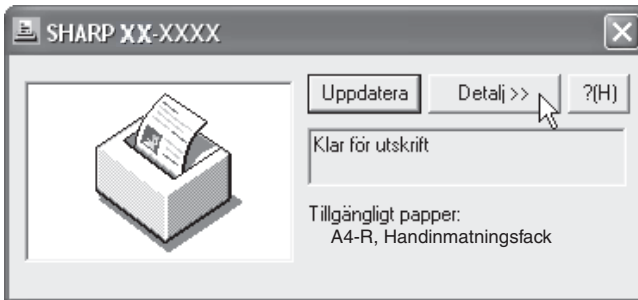 SHARP XX-XXXX
Uppdatera
Detalj >>
?(H)
Klar för utskrift
Tillgängligt papper:
A4-R, Handinmatningsfack